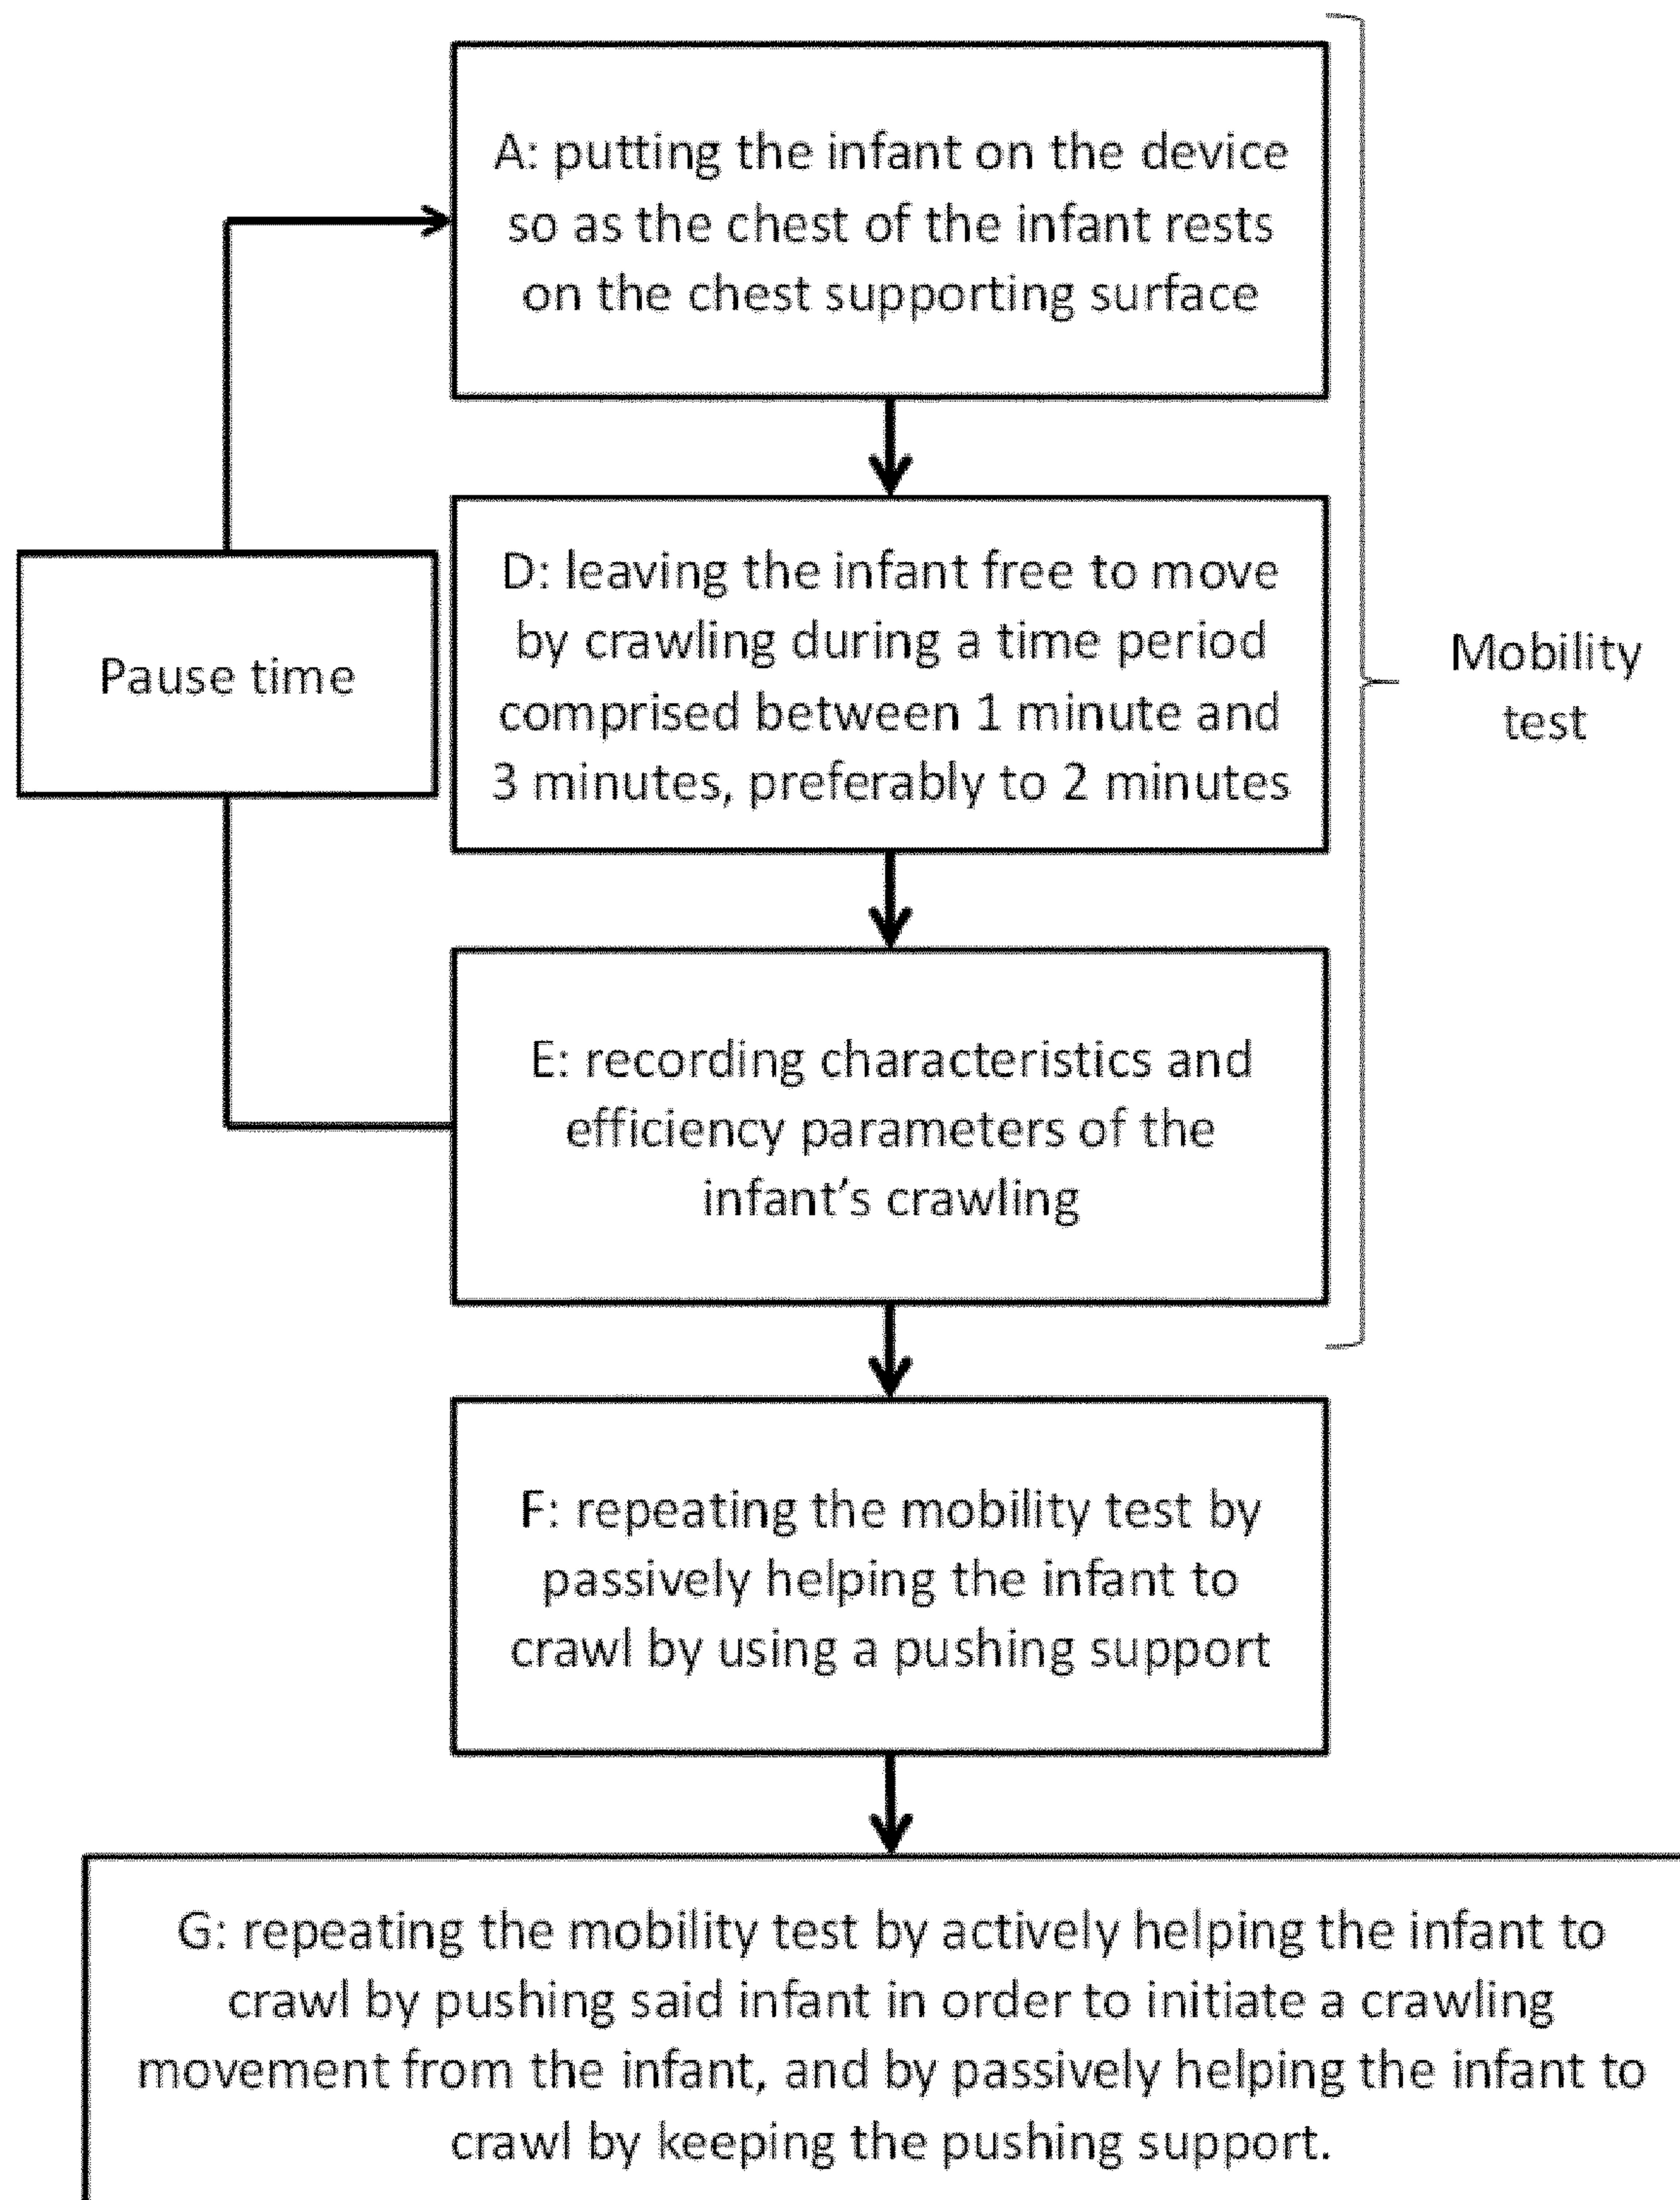 A: putting the infant on the device
so as the chest of the infant rests
on the chest supporting surface
Pause time
D: leaving the infant free to move
by crawling during a time period
comprised between 1 minute and
3 minutes, preferably to 2 minutes
Mobility
test
E: recording characteristics and
efficiency parameters of the
infant's crawling
F: repeating the mobility test by
passively helping the infant to
crawl by using a pushing support
G: repeating the mobility test by actively helping the infant to
crawl by pushing said infant in order to initiate a crawling
movement from the infant, and by passively helping the infant to
crawl by keeping the pushing support.